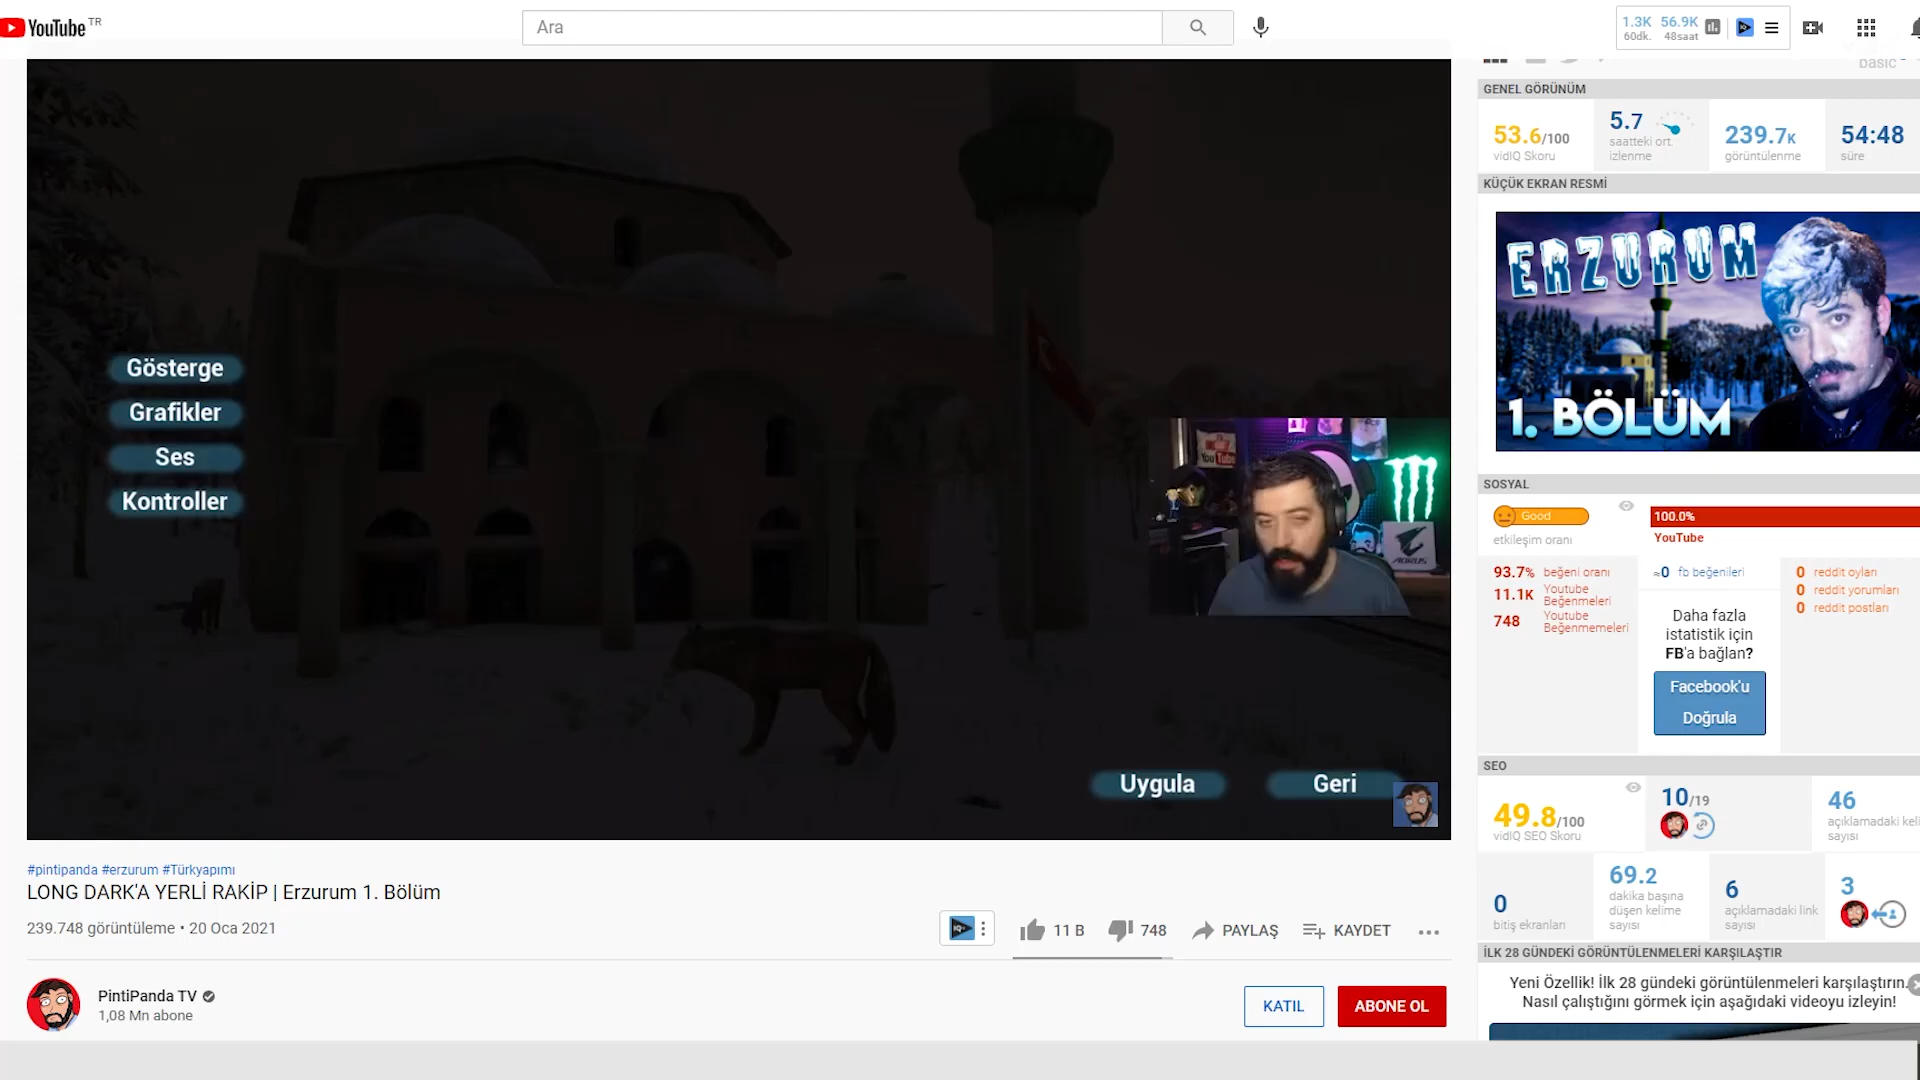 YouTube TR
Ara
1.3K 56.9K
60dk. 48saat
basic
GENEL GÖRÜNÜM
53.6/100
vidIQ Skoru
5.7
saatteki ort.
izlenme
239.7K
görüntülenme
54:48
süre
KÜÇÜK EKRAN RESMİ
ERZURUM
1. BÖLÜM
Gösterge
Grafikler
Ses
Kontroller
Uygula
Geri
You Tube
AORUS
SOSYAL
Good
etkileşim oranı
100.0%
YouTube
93.7% beğeni oranı
11.1K Youtube
Beğenmeleri
748 Youtube
Beğenmemeleri
≈0 fb beğenileri
Daha fazla
istatistik için
FB'a bağlan?
Facebook'u
Doğrula
0 reddit oyları
0 reddit yorumları
0 reddit postları
SEO
49.8/100
vidIQ SEO Skoru
10/19
46
açıklamadaki keli
sayısı
0
bitiş ekranları
69.2
dakika başına
düşen kelime
sayısı
6
açıklamadaki link
sayısı
3
İLK 28 GÜNDEKİ GÖRÜNTÜLENMELERİ KARŞILAŞTIR
Yeni Özellik! İlk 28 gündeki görüntülenmeleri karşılaştırın.
Nasıl çalıştığını görmek için aşağıdaki videoyu izleyin!
#pintipanda #erzurum #Türkyapımı
LONG DARK'A YERLİ RAKİP | Erzurum 1. Bölüm
239.748 görüntüleme • 20 Oca 2021
11 B
748
PAYLAŞ
KAYDET
PintiPanda TV
1,08 Mn abone
KATIL
ABONE OL